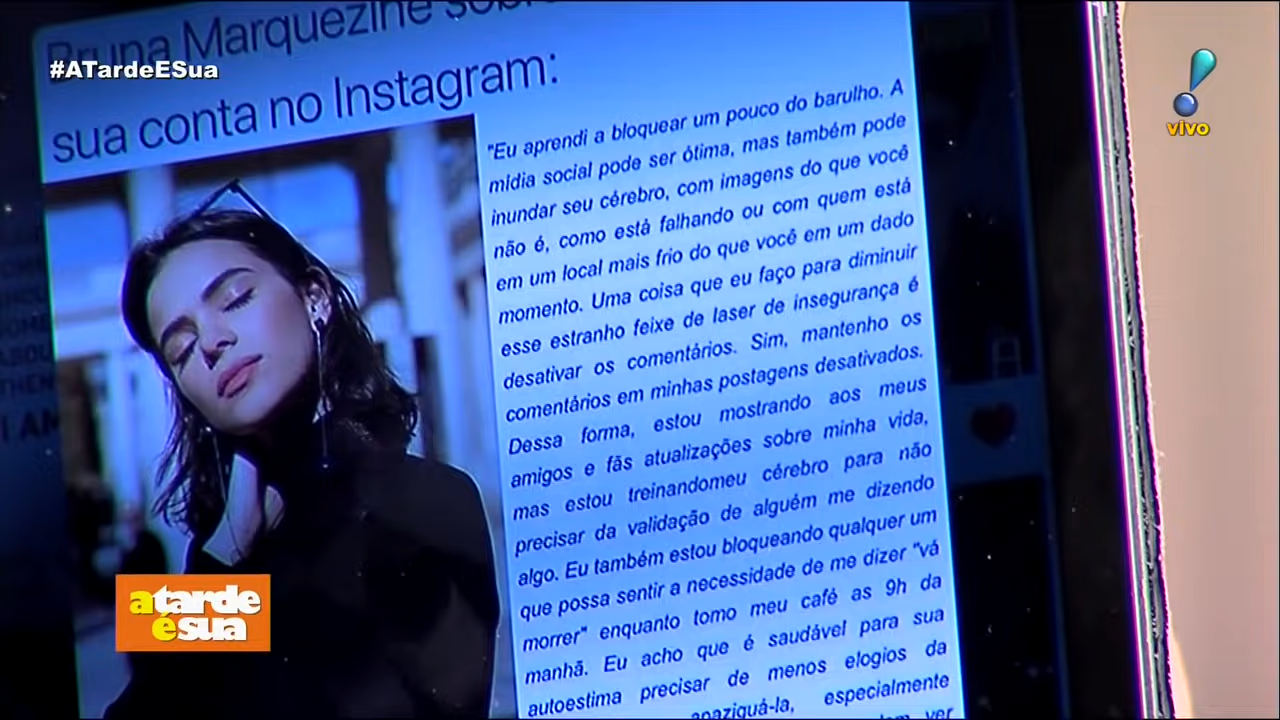 Bruna Marquezine sobre
#ATardeESua
sua conta no Instagram:
"Eu aprendi a bloquear um pouco do barulho. A
midia social pode ser ótima, mas também pode
inundar seu cérebro, com imagens do que você
não é, como está falhando ou com quem está
em um local mais frio do que você em um dado
momento. Uma coisa que eu faço para diminuir
esse estranho feixe de laser de insegurança é
desativar os comentários. Sim, mantenho os
comentários em minhas postagens desativados.
Dessa forma, estou mostrando aos meus
amigos e fãs atualizações sobre minha vida,
mas estou treinandomeu cérebro para não
precisar da validação de alguém me dizendo
algo. Eu também estou bloqueando qualquer um
que possa sentir a necessidade de me dizer "vá
morrer" enquanto tomo meu café as 9h da
manhã. Eu acho que é saudável para sua
autoestima precisar de menos elogios da
apaziguá-la, especialmente
ver
vivo
a tarde
é sua
I AM